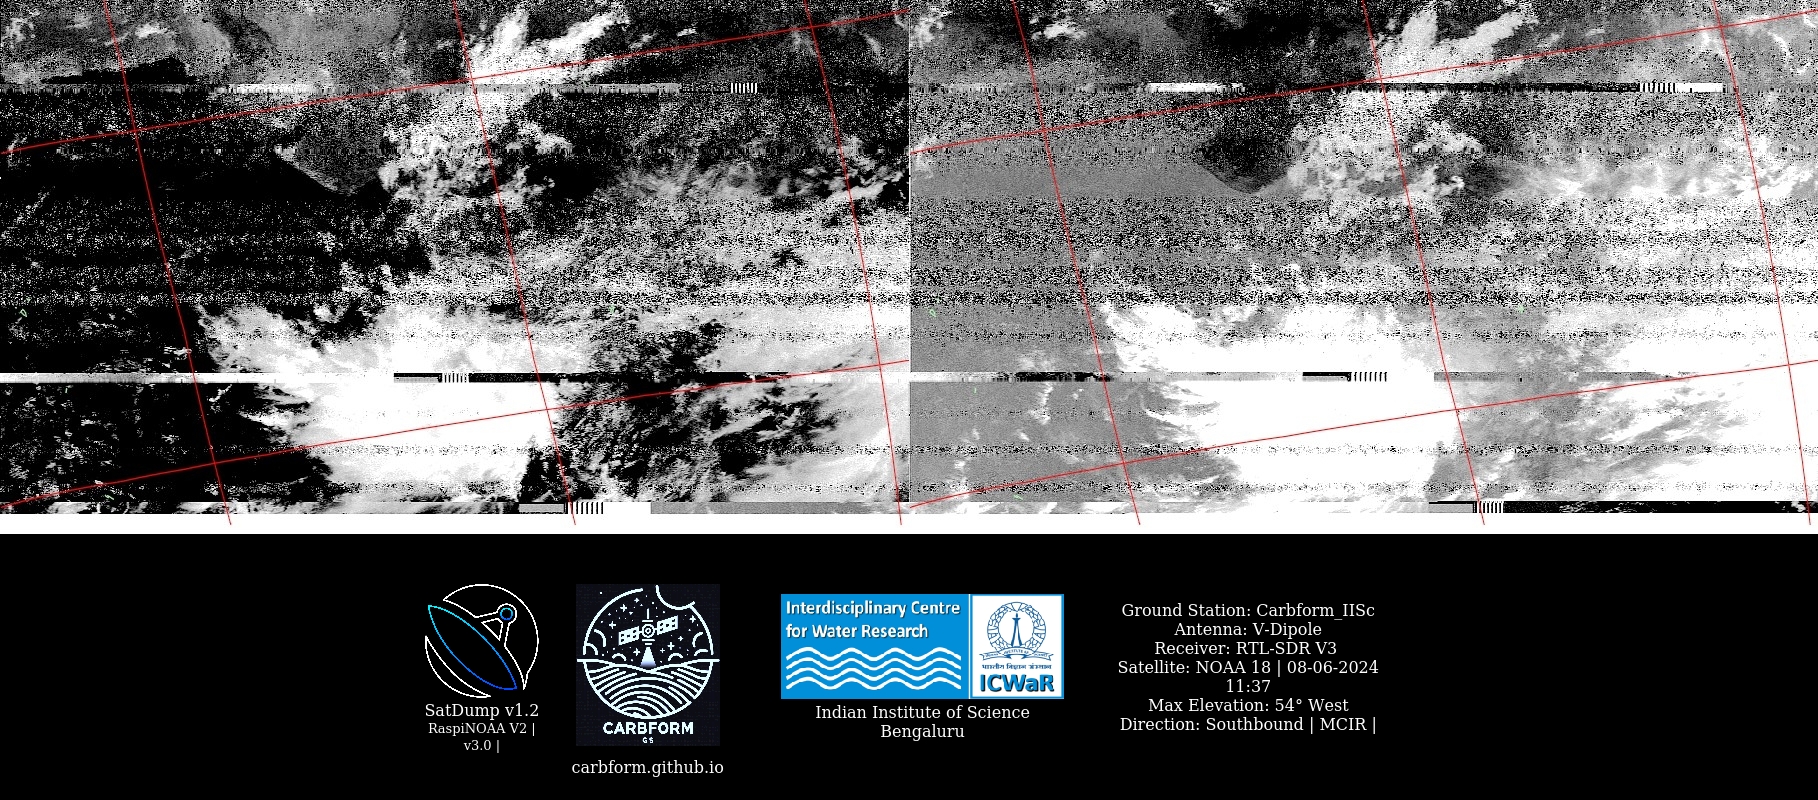 SatDump v1.2
RaspiNOAA V2 |
v3.0 |
CARBFORM
GS
carbform.github.io
Interdisciplinary Centre
for Water Research
भारतीय विज्ञान संस्थान
ICWaR
Indian Institute of Science
Bengaluru
Ground Station: Carbform_IISc
Antenna: V-Dipole
Receiver: RTL-SDR V3
Satellite: NOAA 18 | 08-06-2024
11:37
Max Elevation: 54° West
Direction: Southbound | MCIR |